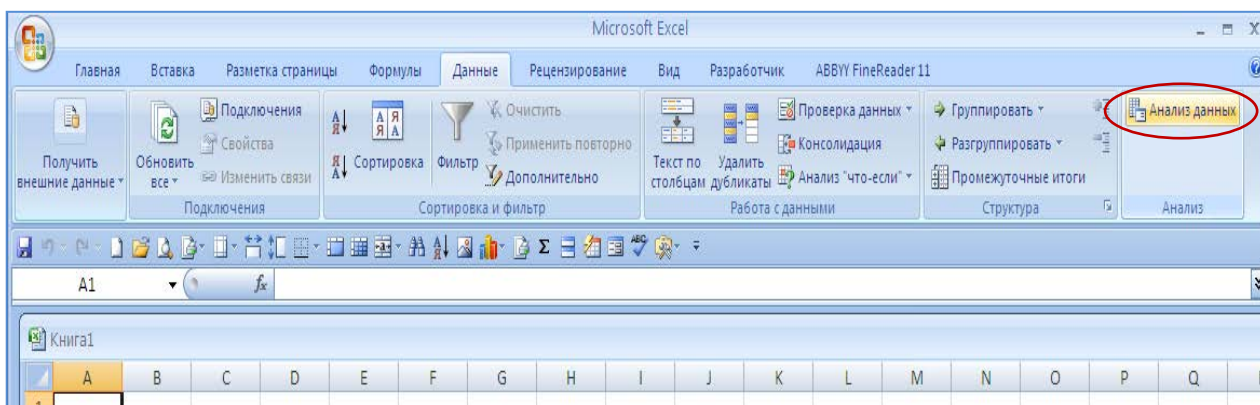 Microsoft Excel
Главная Вставка Разметка страницы Формулы Данные Рецензирование Вид Разработчик ABBYY FineReader 11
Получить внешние данные
Обновить все
Подключения
Свойства
Изменить связи
Подключения
Сортировка
Фильтр
Очистить
Применить повторно
Дополнительно
Сортировка и фильтр
Текст по столбцам
Удалить дубликаты
Проверка данных
Консолидация
Анализ "что-если"
Работа с данными
Группировать
Разгруппировать
Промежуточные итоги
Структура
Анализ данных
Анализ
A1 fx
Книга1
A B C D E F G H I J K L M N O P Q